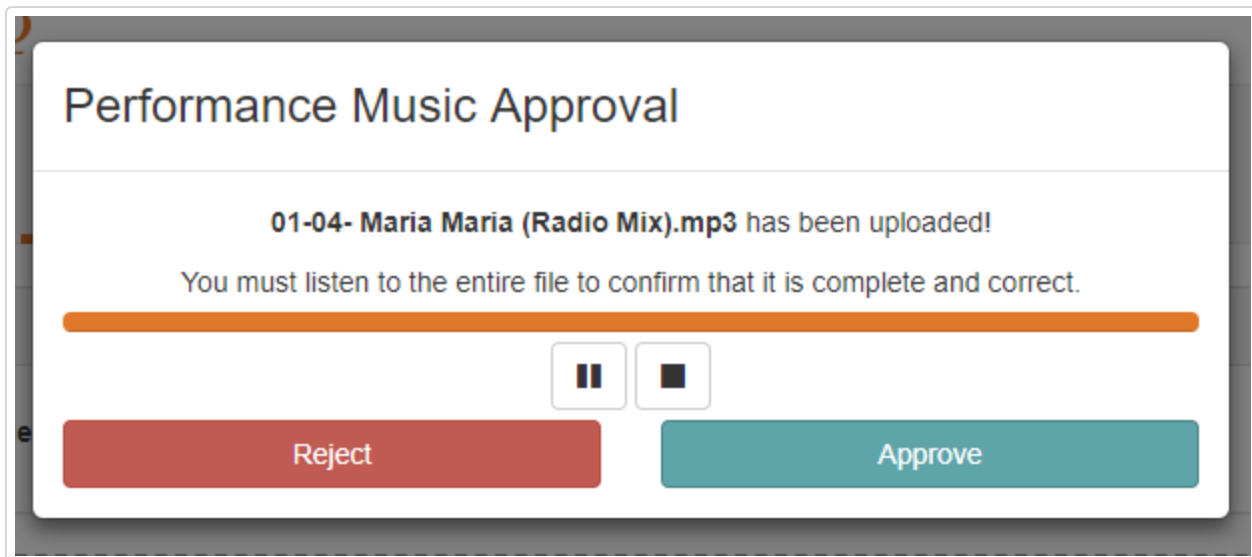 Performance Music Approval
01-04- Maria Maria (Radio Mix).mp3 has been uploaded!
You must listen to the entire file to confirm that it is complete and correct.
e
Reject
Approve